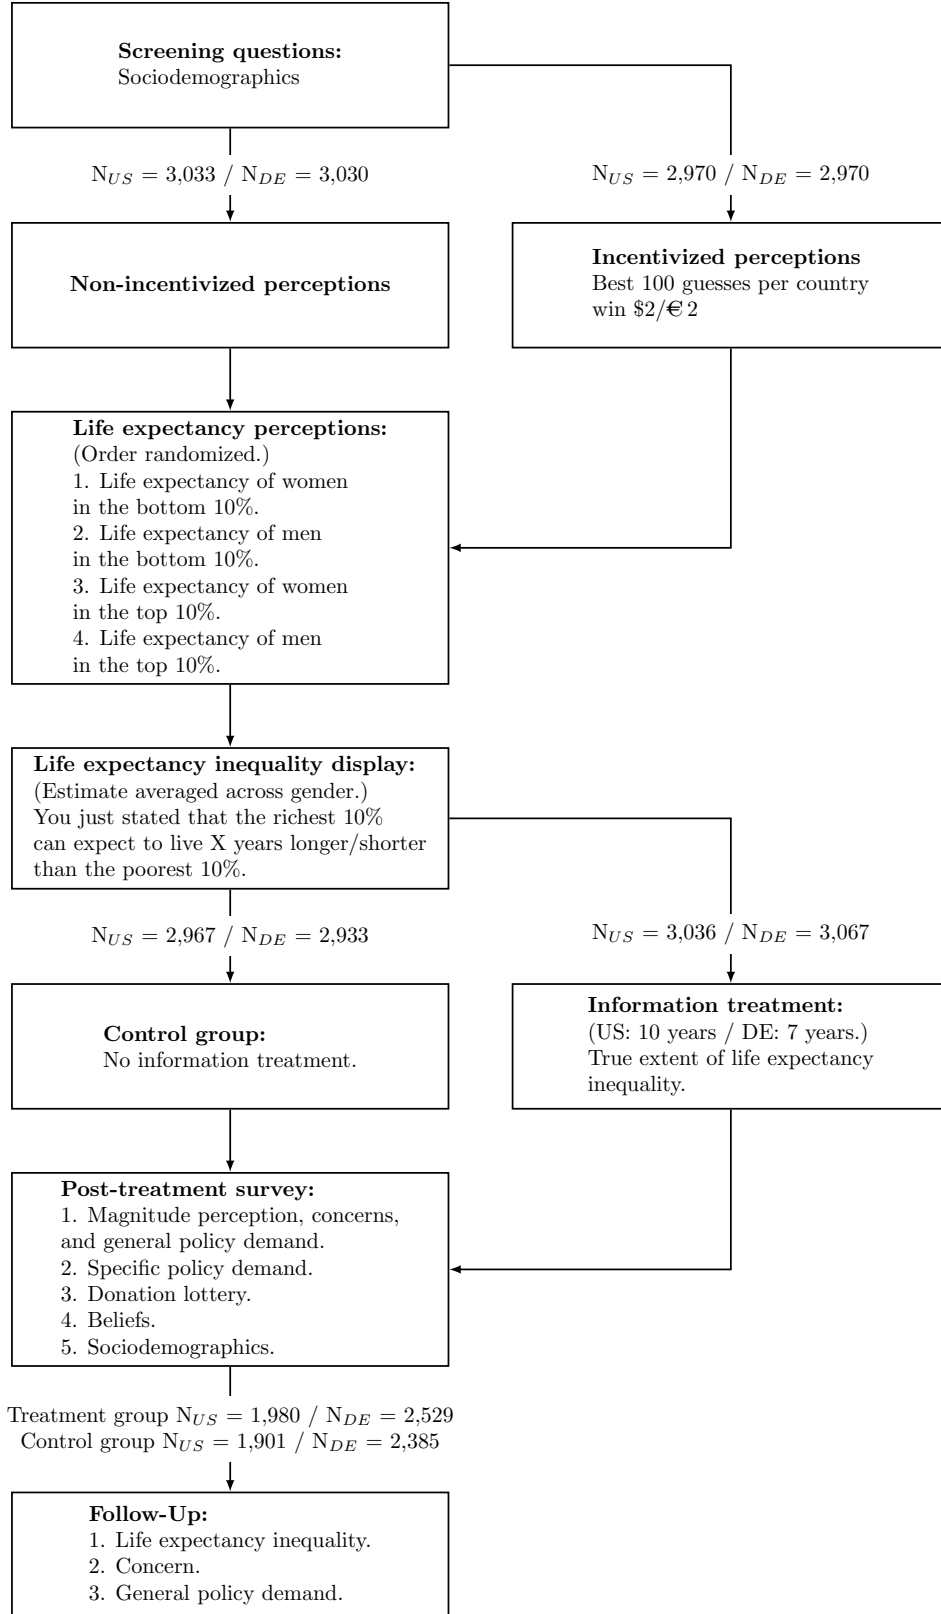 Screening questions:
Sociodemographics
N_US = 3,033 / N_DE = 3,030
N_US = 2,970 / N_DE = 2,970
Non-incentivized perceptions
Incentivized perceptions
Best 100 guesses per country
win $2/€ 2
Life expectancy perceptions:
(Order randomized.)
1. Life expectancy of women
in the bottom 10%.
2. Life expectancy of men
in the bottom 10%.
3. Life expectancy of women
in the top 10%.
4. Life expectancy of men
in the top 10%.
Life expectancy inequality display:
(Estimate averaged across gender.)
You just stated that the richest 10%
can expect to live X years longer/shorter
than the poorest 10%.
N_US = 2,967 / N_DE = 2,933
N_US = 3,036 / N_DE = 3,067
Control group:
No information treatment.
Information treatment:
(US: 10 years / DE: 7 years.)
True extent of life expectancy
inequality.
Post-treatment survey:
1. Magnitude perception, concerns,
and general policy demand.
2. Specific policy demand.
3. Donation lottery.
4. Beliefs.
5. Sociodemographics.
Treatment group N_US = 1,980 / N_DE = 2,529
Control group N_US = 1,901 / N_DE = 2,385
Follow-Up:
1. Life expectancy inequality.
2. Concern.
3. General policy demand.